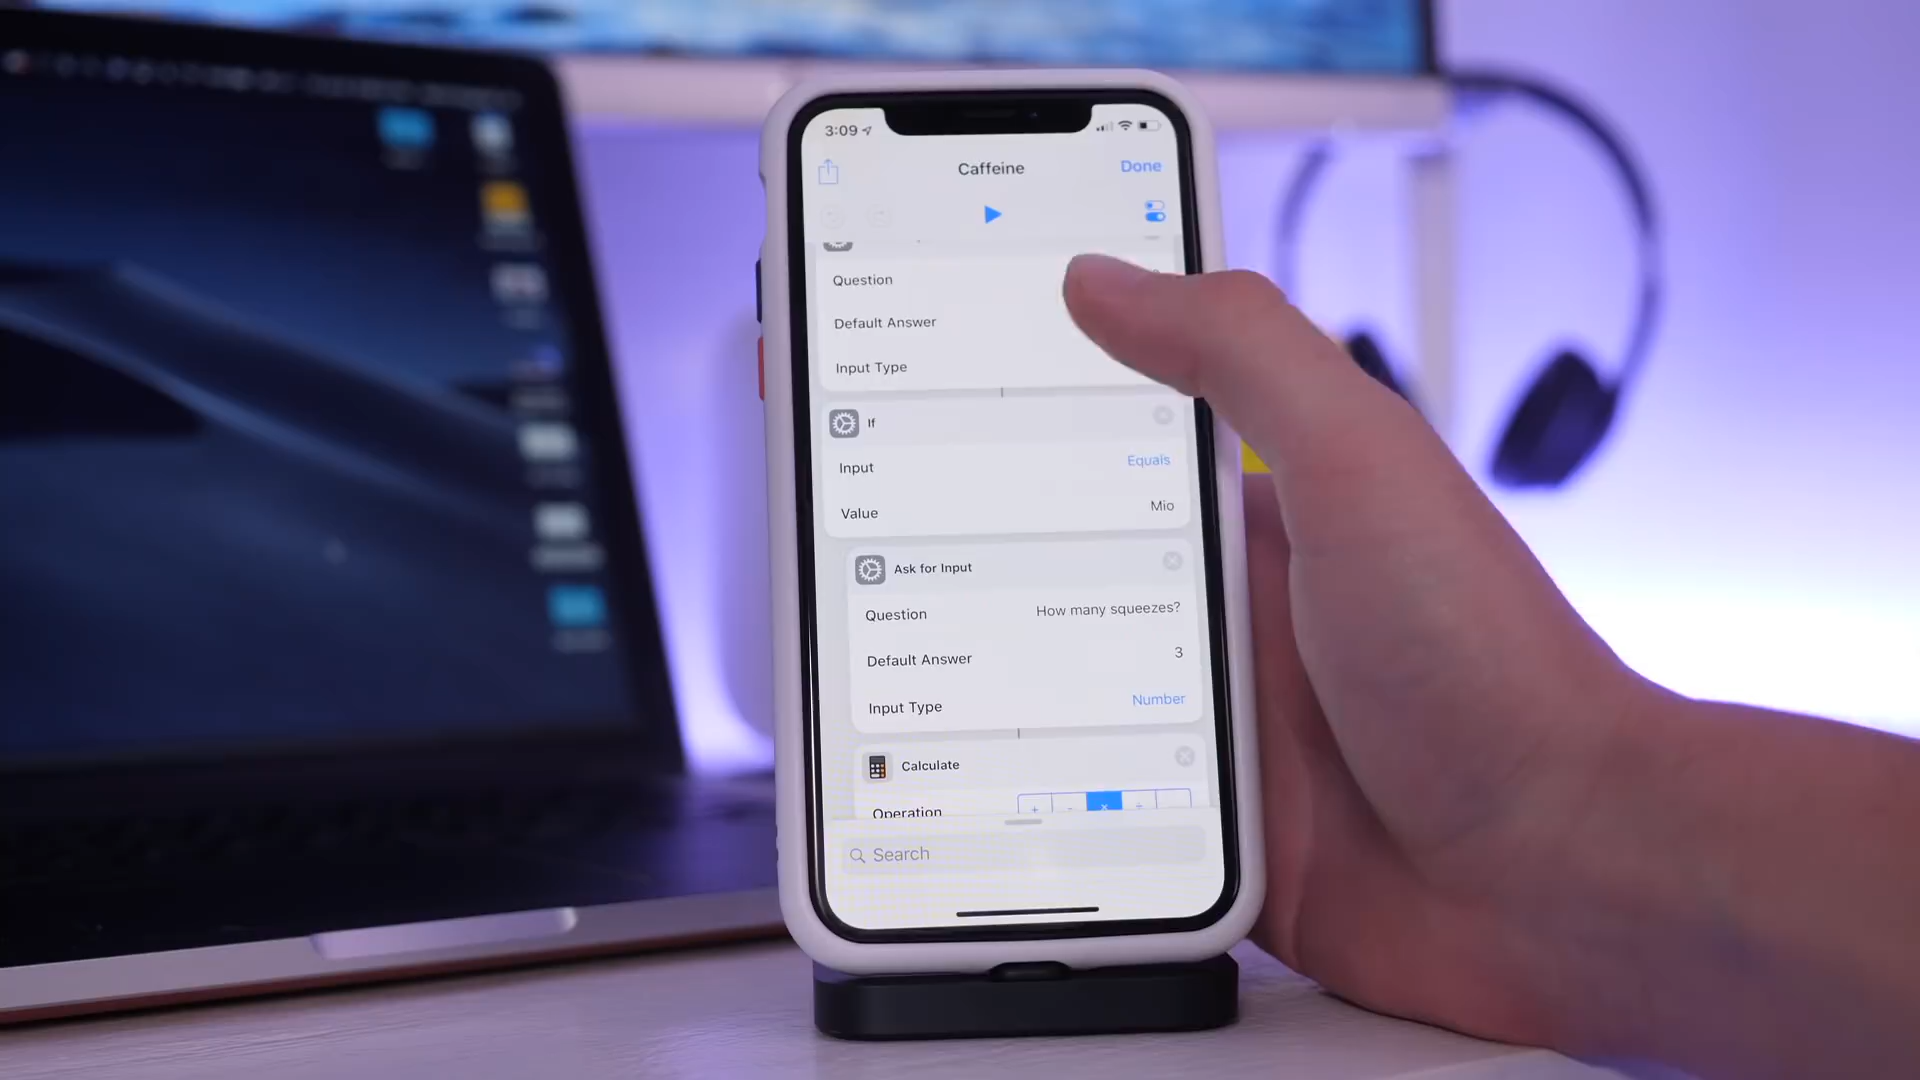 3:09
Caffeine
Done
Question
Default Answer
Input Type
If
Input
Equals
Value
Mio
Ask for Input
Question
How many squeezes?
Default Answer
3
Input Type
Number
Calculate
Operation
+ - × ÷
Search